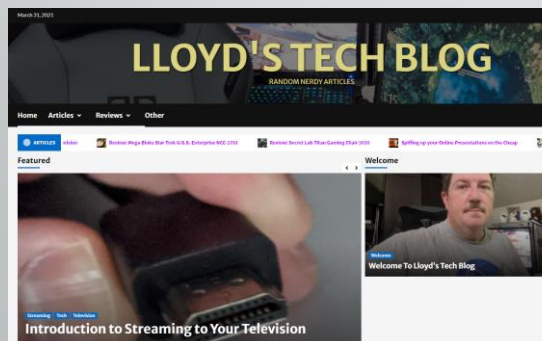 March 31, 2025
LLOYD'S TECH BLOG
RANDOM NERDY ARTICLES
Home Articles Reviews Other
ARTICLES
Review: Mega Bloks Star Trek U.S.S. Enterprise NCC-1701
Review: Secret Lab Titan Gaming Chair 2020
Spiffing up your Online Presentations on the Cheap
Featured
Welcome
Welcome
Welcome To Lloyd's Tech Blog
Streaming Tech Television
Introduction to Streaming to Your Television